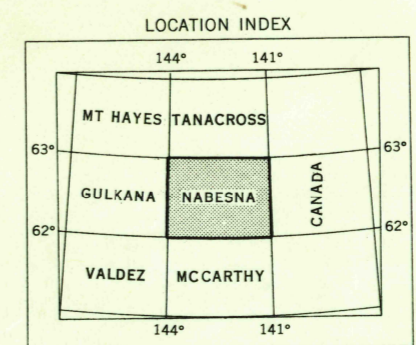 LOCATION INDEX
144° 141°
MT HAYES TANACROSS
63° 63°
GULKANA NABESNA CANADA
62° 62°
VALDEZ MCCARTHY
144° 141°